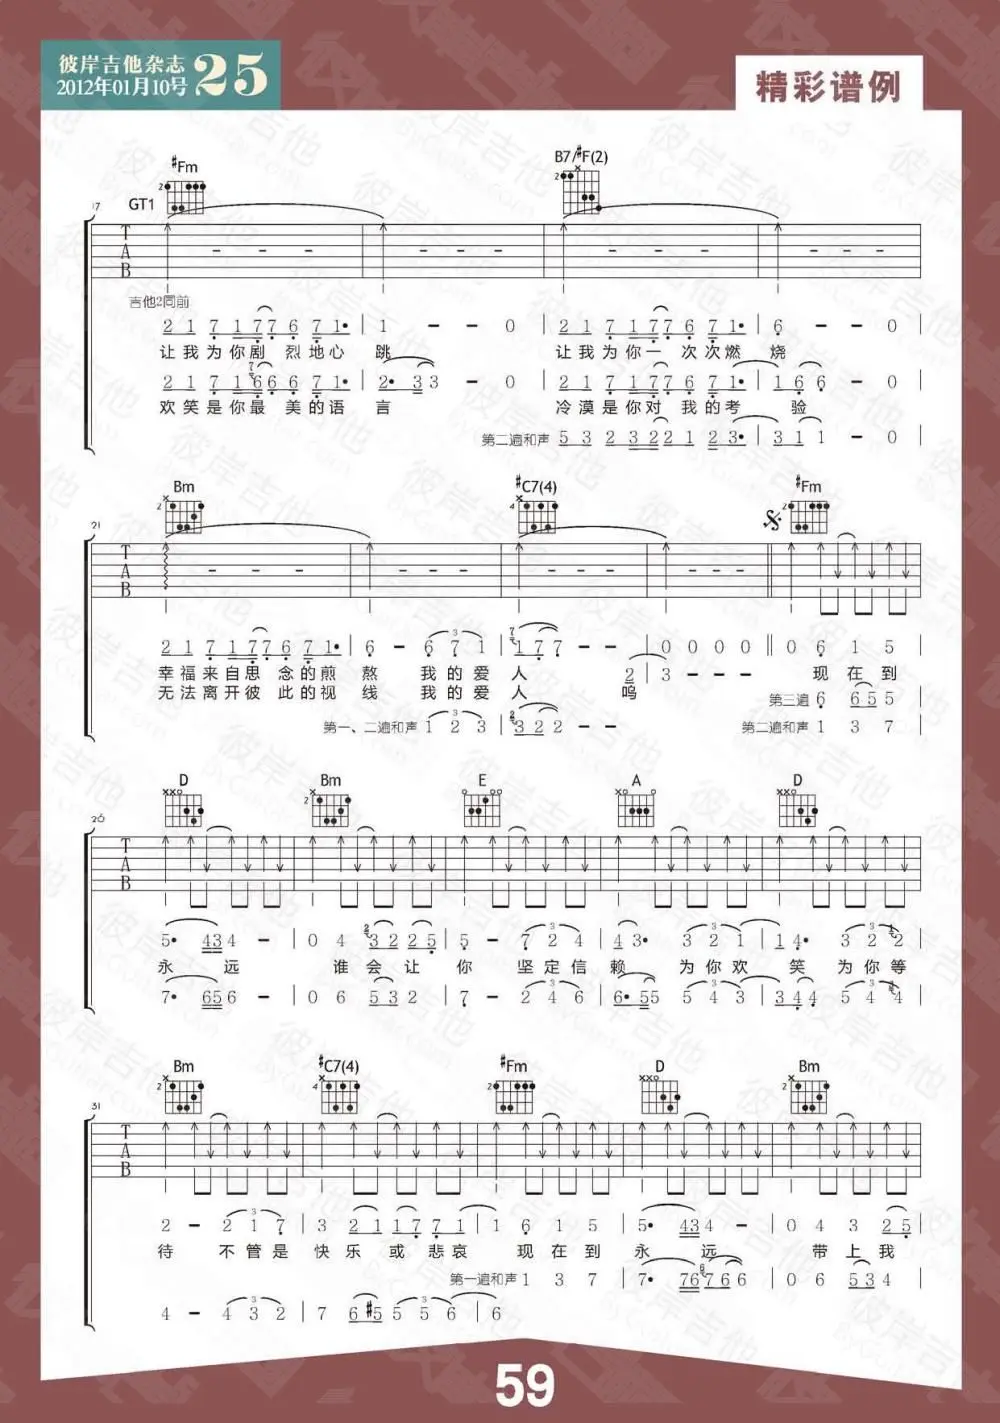 彼岸吉他杂志
2012年01月10号
25
精彩谱例
♯Fm B7/♯F(2)
17 GT1
吉他2同前
2 1 7 1 7 7 6 7 1• | 1 – – 0 | 2 1 7 1 7 7 6 7 1• | 6 – – 0 |
让我为你剧 烈地心 跳 让我为你一 次次燃 烧
2 1 7 1 6 6 6 7 1• | 2• 3 3 – 0 | 2 1 7 1 7 7 6 7 1• | 1 6 6 – 0 |
欢笑是你最 美的语 言 冷漠是你对 我的考 验
第二遍和声 5 3 2 3 2 2 1 2 3• | 3 1 1 – 0 |
Bm ♯C7(4) ♯Fm
21
2 1 7 1 7 7 6 7 1• | 6 – 6 7 1 | 1 7 7 – – | 0 0 0 0 || 0 6 1 5 |
幸福来自思 念的煎 熬 我的爱 人 2 3 – – – 现在到
无法离开彼 此的视 线 我的爱 人 呜 第三遍 6 6 5 5
第一、二遍和声 1 2 3 | 3 2 2 – – | 第二遍和声 1 3 7 |
D Bm E A D
26
5• 4 3 4 – | 0 4 3 2 2 5 | 5 – 7 2 4 | 4 3• 3 2 1 | 1 4• 3 2 2 |
永 远 谁会让 你 坚定信 赖 为你欢 笑 为你等
7• 6 5 6 – | 0 6 5 3 2 | 7 – 2 4 6 | 6• 5 5 5 4 3 | 3 4 4• 5 4 4 |
Bm ♯C7(4) ♯Fm D Bm
31
2 – 2 1 7 | 3 2 1 1 7 7 1 | 1 6 1 5 | 5• 4 3 4 – | 0 4 3 2 5 |
待 不管是 快乐 或悲哀 现在到 永 远 带上我
第一遍和声 1 3 7 | 7• 7 6 7 6 6 | 0 6 5 3 4 |
4 – 4 3 2 | 7 6 ♯5 5 5 6 | 6
59